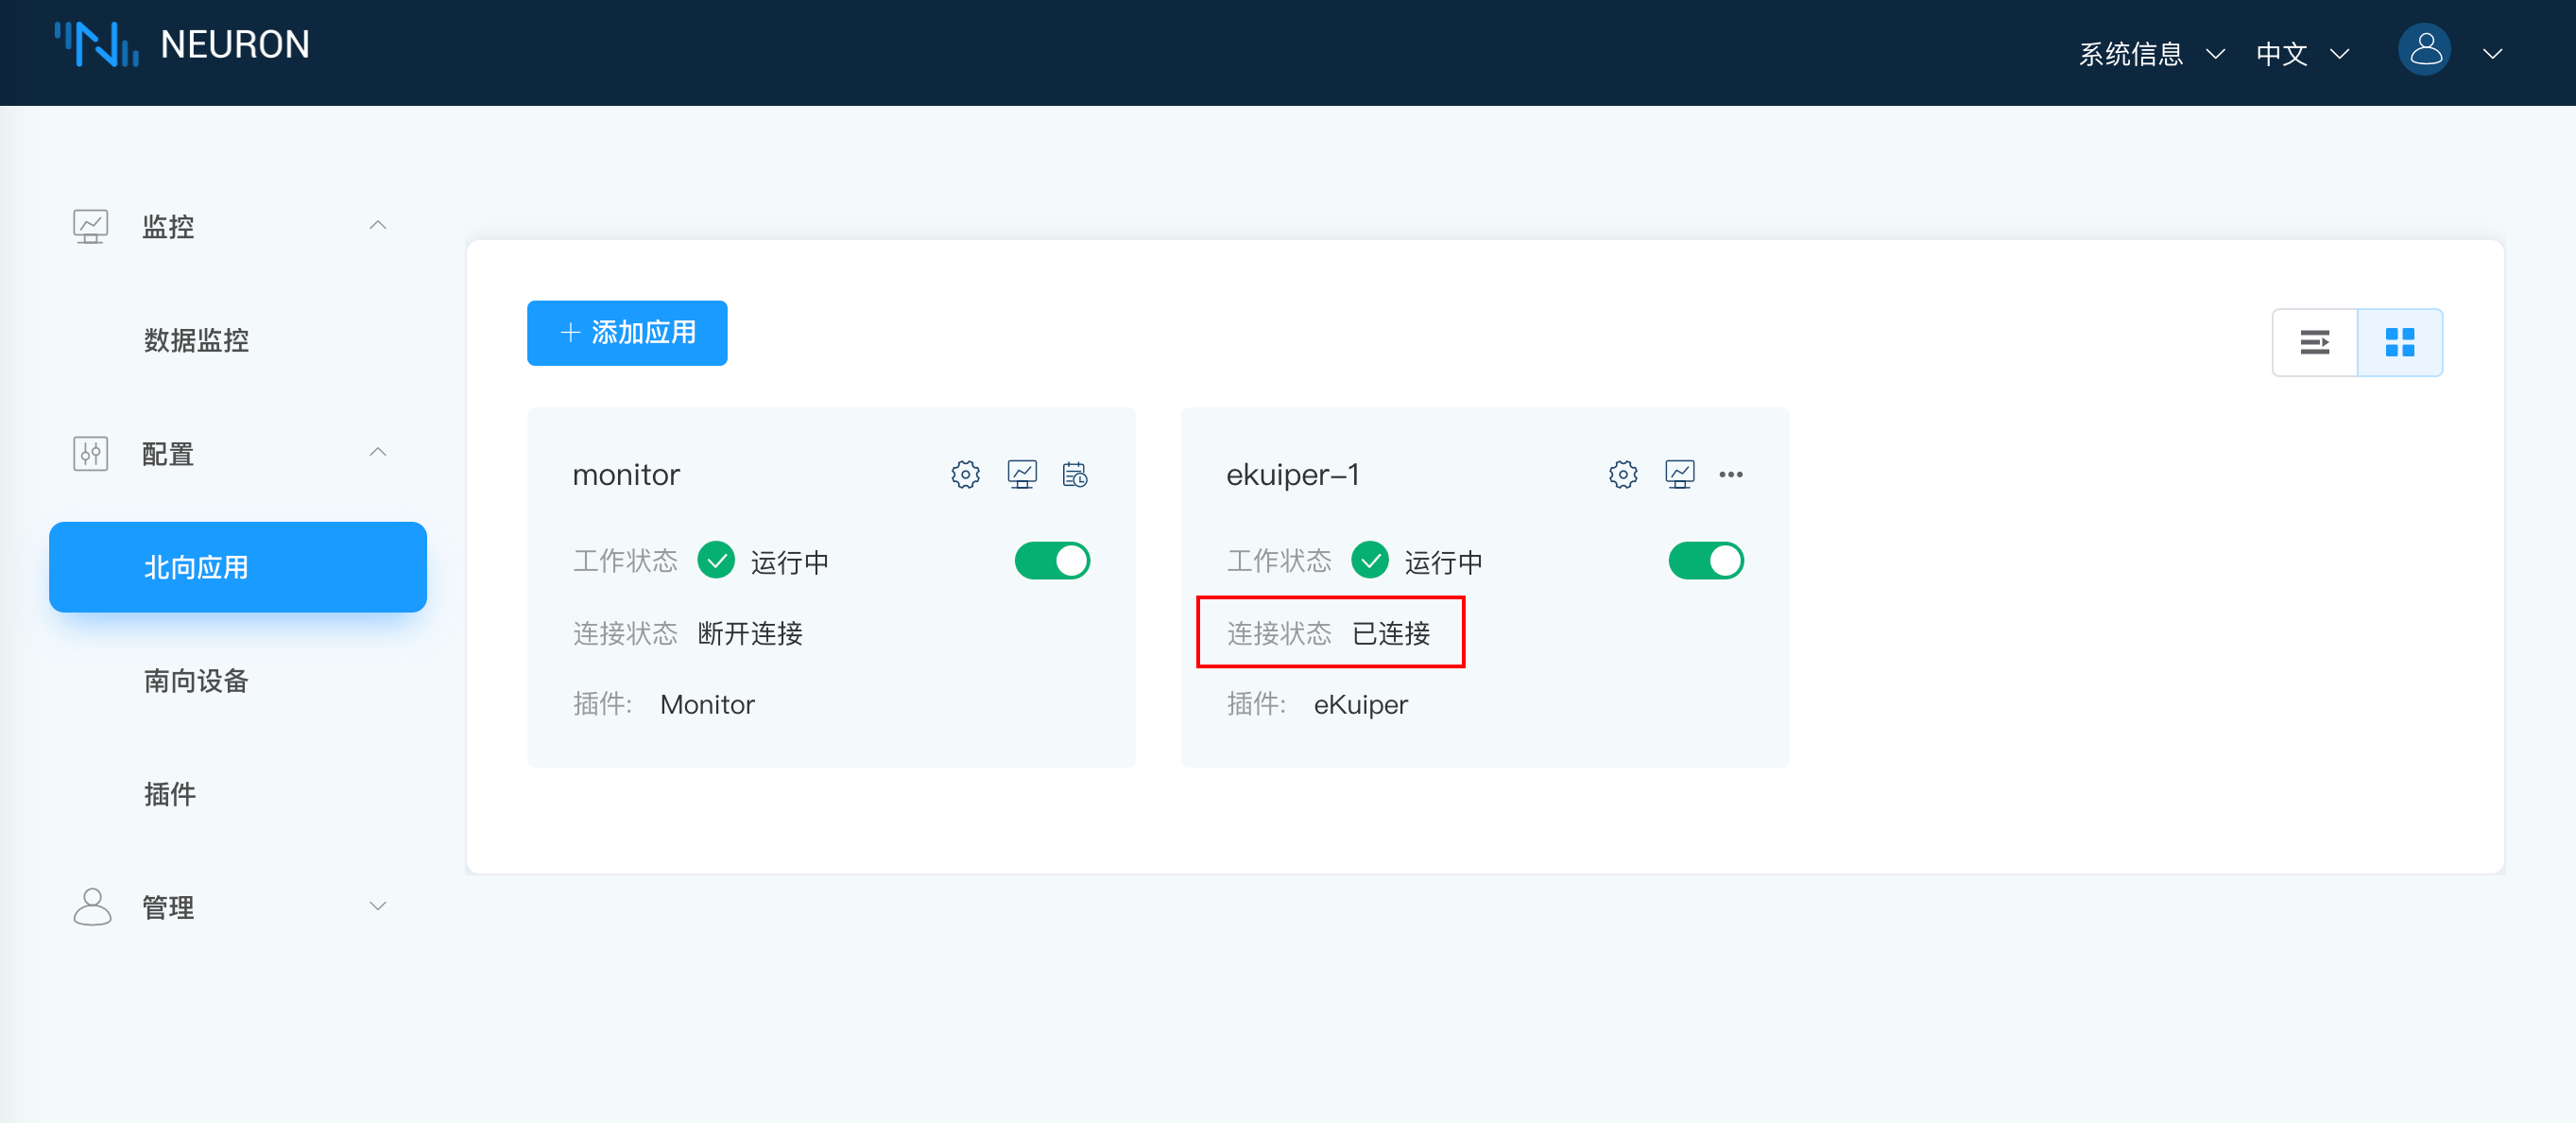 NEURON
系统信息
中文
监控
数据监控
配置
北向应用
南向设备
插件
管理
添加应用
monitor
工作状态 运行中
连接状态 断开连接
插件: Monitor
ekuiper-1
工作状态 运行中
连接状态 已连接
插件: eKuiper